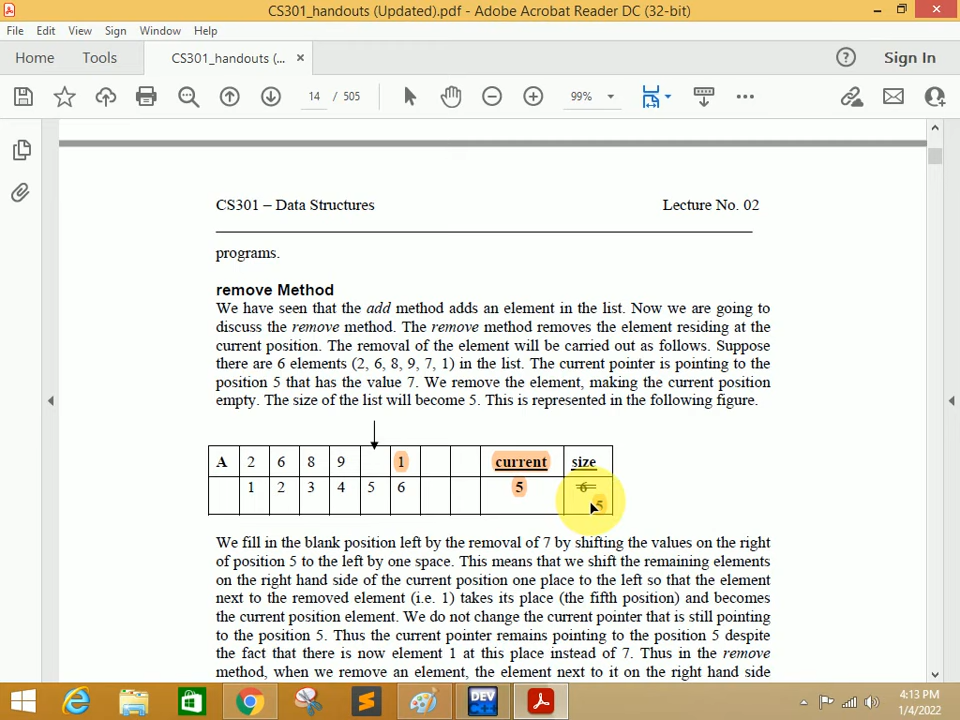 CS301_handouts (Updated).pdf - Adobe Acrobat Reader DC (32-bit)
File Edit View Sign Window Help
Home Tools CS301_handouts (... × Sign In
14 / 505 99%
CS301 – Data Structures Lecture No. 02
programs.
remove Method
We have seen that the add method adds an element in the list. Now we are going to
discuss the remove method. The remove method removes the element residing at the
current position. The removal of the element will be carried out as follows. Suppose
there are 6 elements (2, 6, 8, 9, 7, 1) in the list. The current pointer is pointing to the
position 5 that has the value 7. We remove the element, making the current position
empty. The size of the list will become 5. This is represented in the following figure.
A 2 6 8 9 1 current size
1 2 3 4 5 6 5 6
5
We fill in the blank position left by the removal of 7 by shifting the values on the right
of position 5 to the left by one space. This means that we shift the remaining elements
on the right hand side of the current position one place to the left so that the element
next to the removed element (i.e. 1) takes its place (the fifth position) and becomes
the current position element. We do not change the current pointer that is still pointing
to the position 5. Thus the current pointer remains pointing to the position 5 despite
the fact that there is now element 1 at this place instead of 7. Thus in the remove
method, when we remove an element, the element next to it on the right hand side
DEV
4:13 PM
1/4/2022